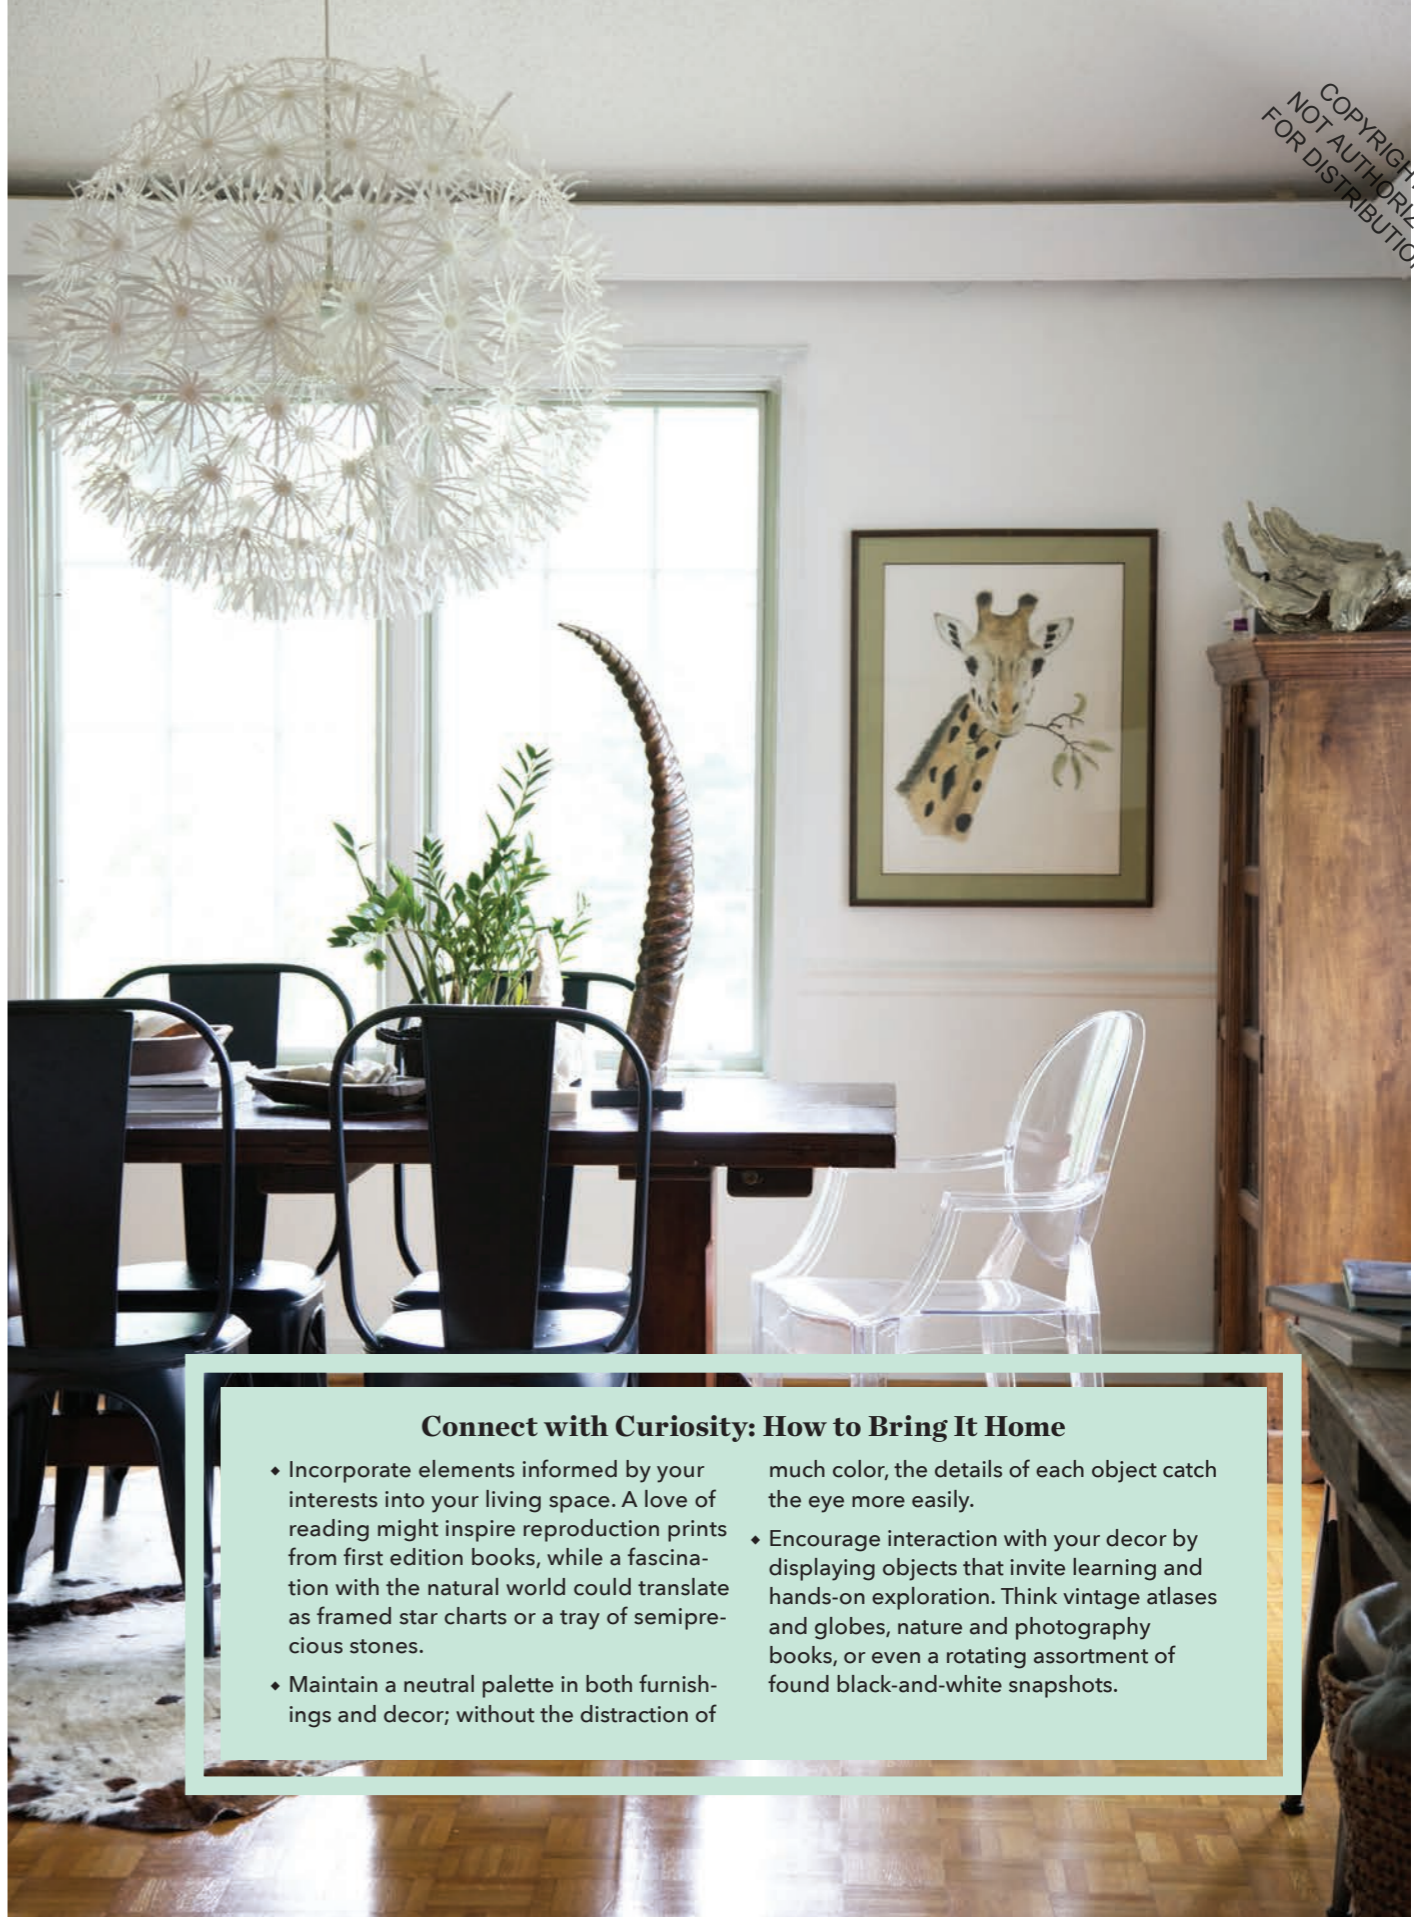 COPYRIGHT
NOT AUTHORIZ
FOR DISTRIBUTION
Connect with Curiosity: How to Bring It Home
◆ Incorporate elements informed by your
interests into your living space. A love of
reading might inspire reproduction prints
from first edition books, while a fascina-
tion with the natural world could translate
as framed star charts or a tray of semipre-
cious stones.
◆ Maintain a neutral palette in both furnish-
ings and decor; without the distraction of
much color, the details of each object catch
the eye more easily.
◆ Encourage interaction with your decor by
displaying objects that invite learning and
hands-on exploration. Think vintage atlases
and globes, nature and photography
books, or even a rotating assortment of
found black-and-white snapshots.